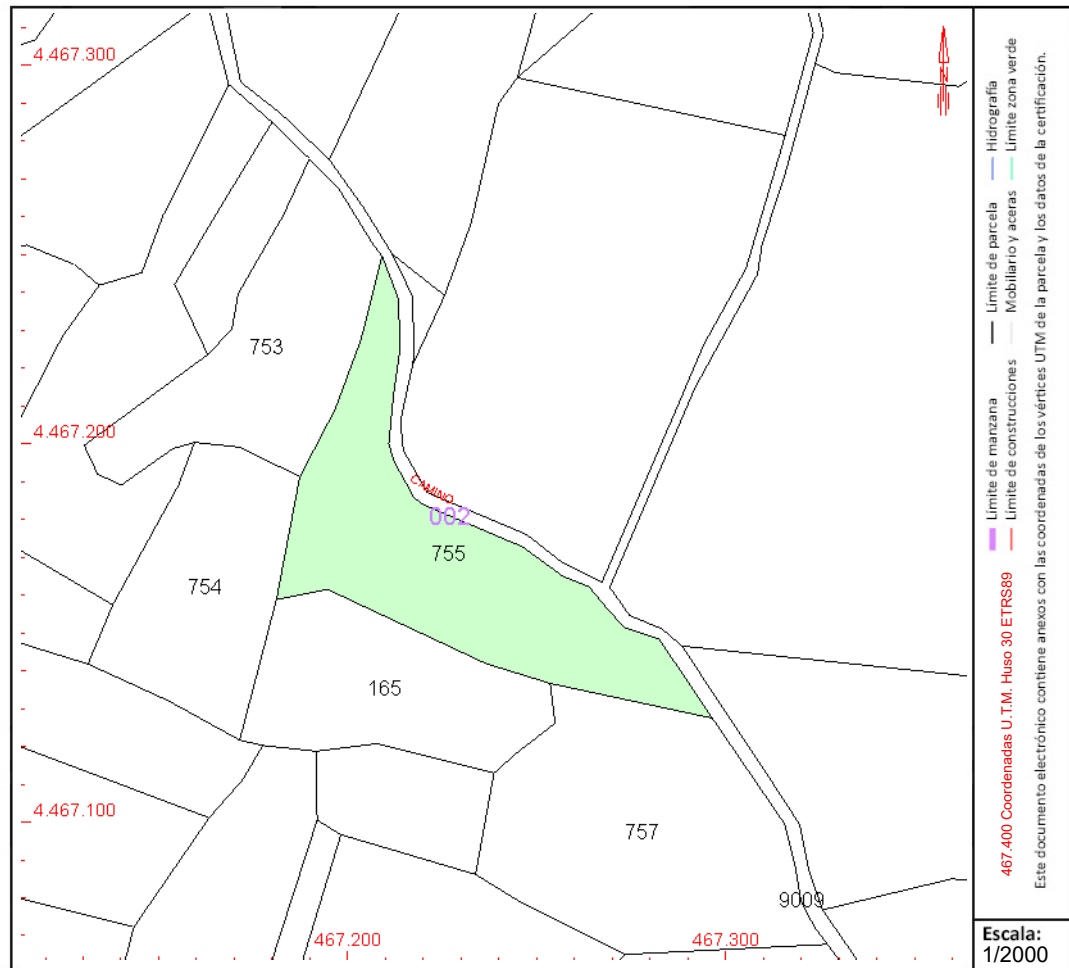 4.467.300
753
4.467.200
CAMINO
002
755
754
165
4.467.100
757
9009
467.200
467.300
467.400 Coordenadas U.T.M. Huso 30 ETRS89
Límite de manzana
Límite de parcela
Hidrografía
Límite de construcciones
Mobiliario y aceras
Límite zona verde
Este documento electrónico contiene anexos con las coordenadas de los vértices UTM de la parcela y los datos de la certificación.
Escala:
1/2000